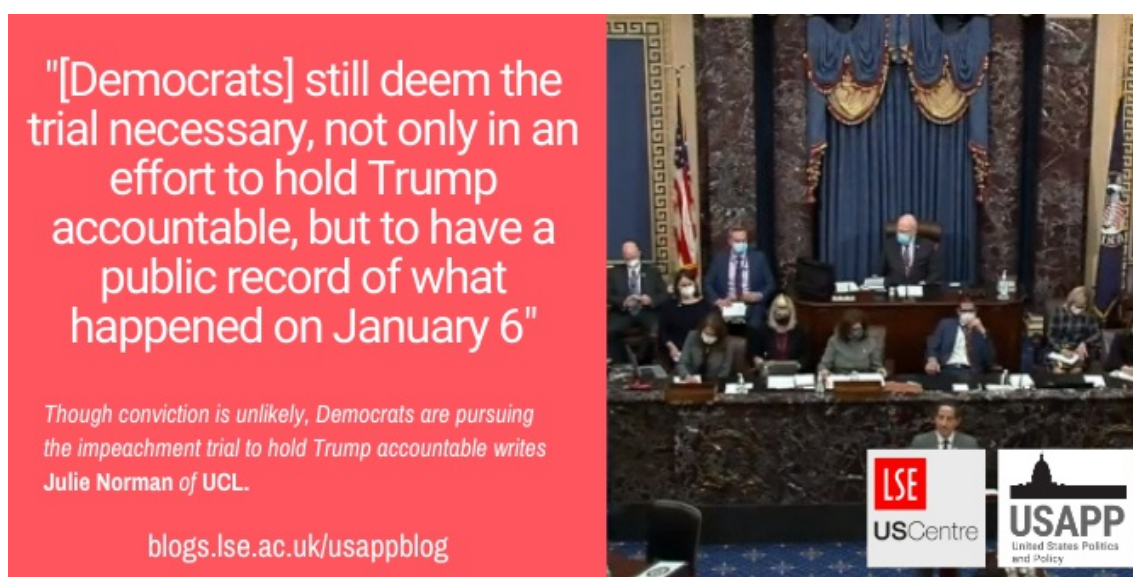 "[Democrats] still deem the
trial necessary, not only in an
effort to hold Trump
accountable, but to have a
public record of what
happened on January 6"
Though conviction is unlikely, Democrats are pursuing
the impeachment trial to hold Trump accountable writes
Julie Norman of UCL.
blogs.lse.ac.uk/usappblog
LSE
USCentre
USAPP
United States Politics
and Policy